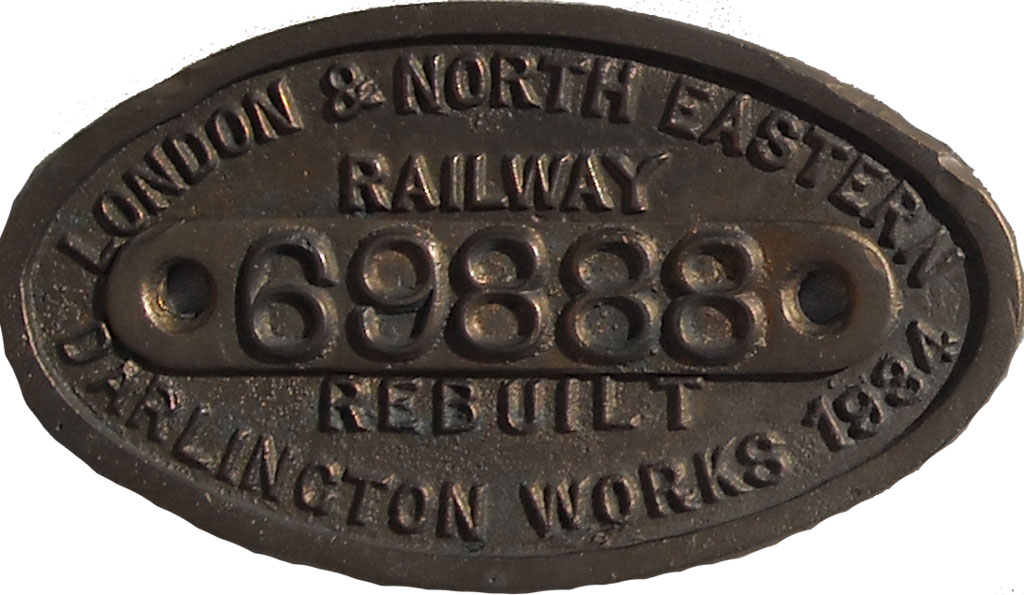 LONDON & NORTH EASTERN
RAILWAY
69888
REBUILT
DARLINGTON WORKS 1934